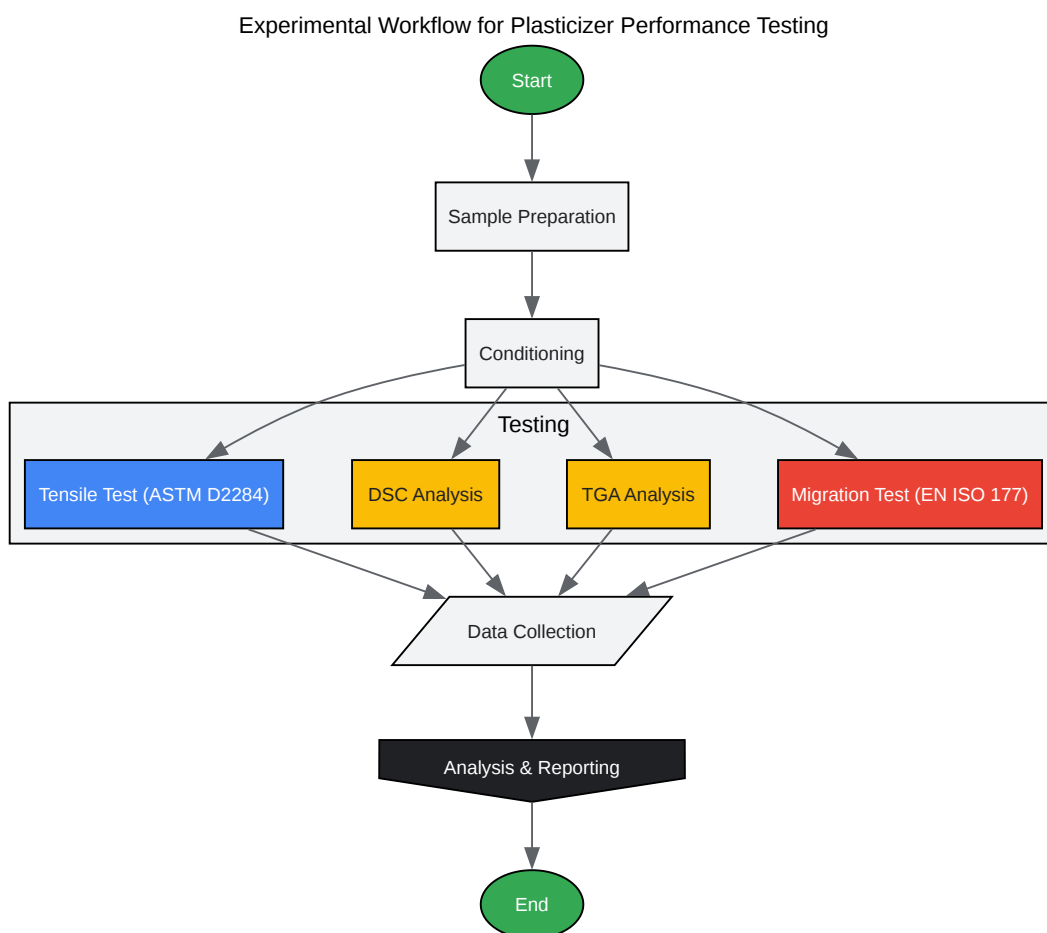 Experimental Workflow for Plasticizer Performance Testing
Start
Sample Preparation
Conditioning
Testing
Tensile Test (ASTM D2284)
DSC Analysis
TGA Analysis
Migration Test (EN ISO 177)
Data Collection
Analysis & Reporting
End